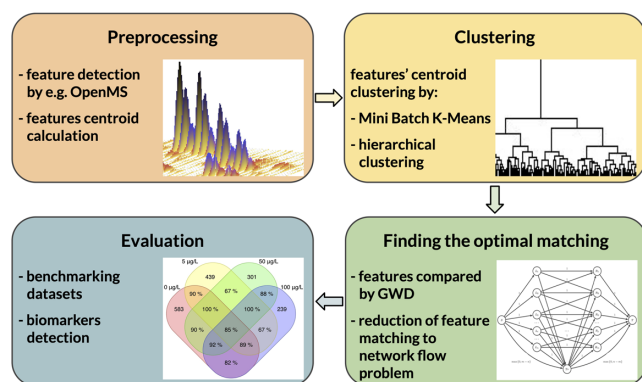 Preprocessing
- feature detection
by e.g. OpenMS
- features centroid
calculation
Clustering
features' centroid
clustering by:
- Mini Batch K-Means
- hierarchical
clustering
Evaluation
- benchmarking
datasets
- biomarkers
detection
5 µg/L
50 µg/L
0 µg/L
100 µg/L
439
301
583
239
90 %
67 %
88 %
100 %
100 %
90 %
85 %
67 %
92 %
89 %
82 %
Finding the optimal matching
- features compared
by GWD
- reduction of feature
matching to
network flow
problem